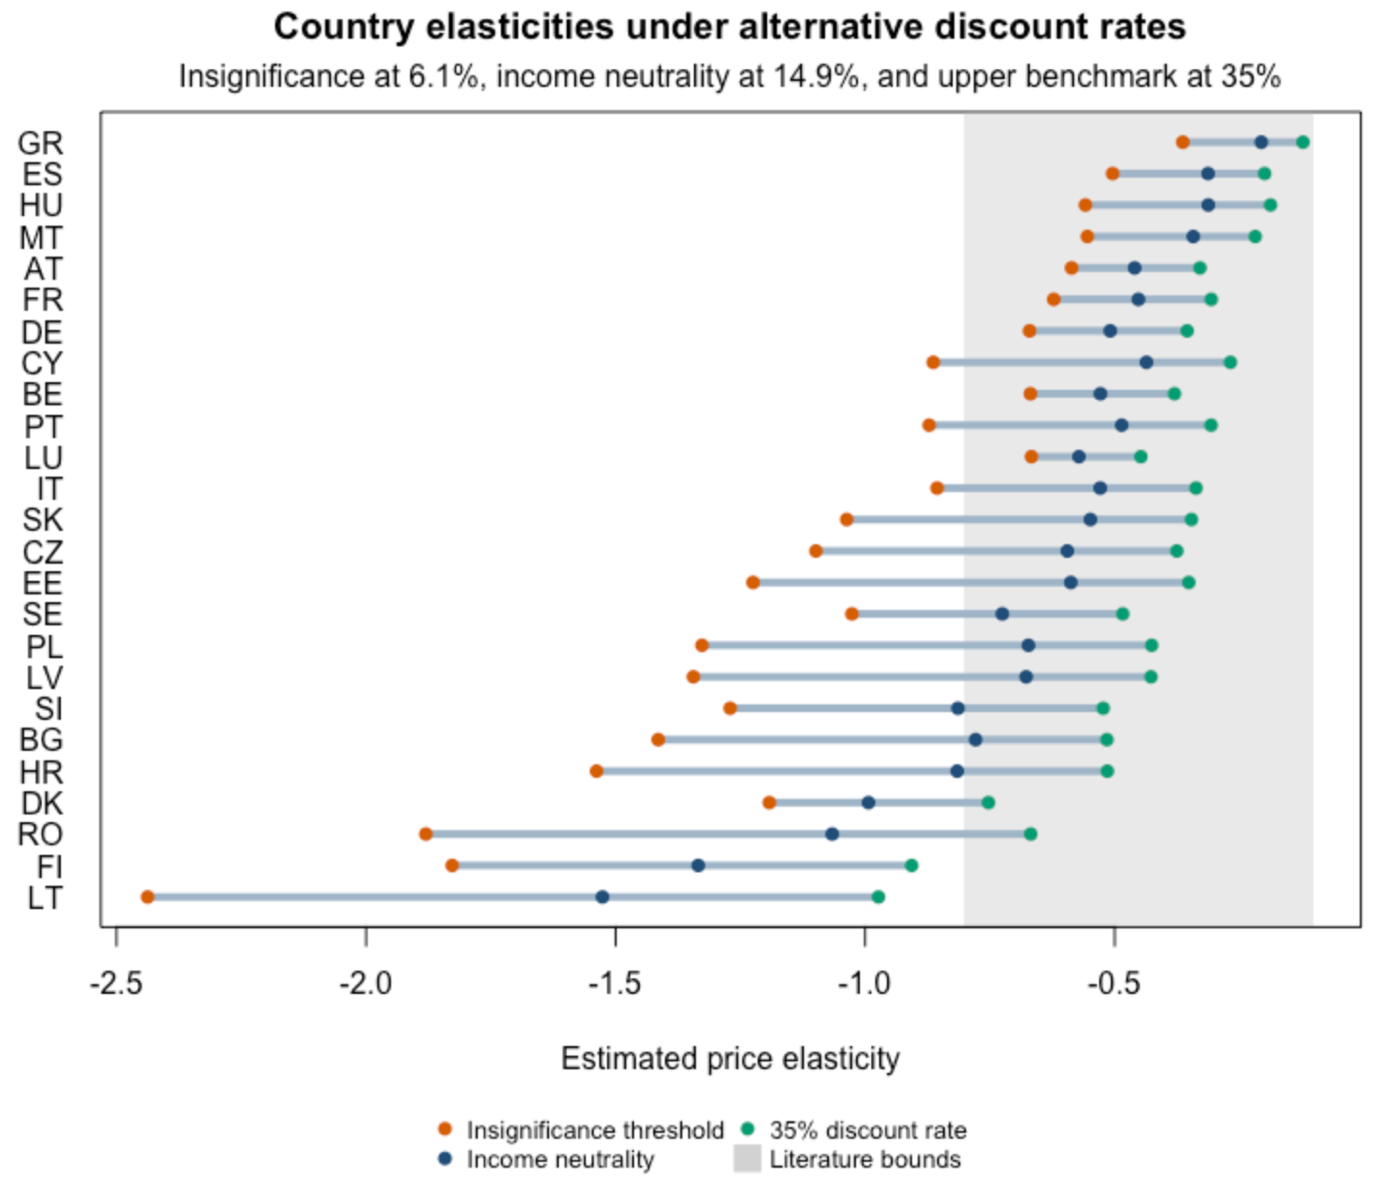 Country elasticities under alternative discount rates
Insignificance at 6.1%, income neutrality at 14.9%, and upper benchmark at 35%
GR
ES
HU
MT
AT
FR
DE
CY
BE
PT
LU
IT
SK
CZ
EE
SE
PL
LV
SI
BG
HR
DK
RO
FI
LT
-2.5 -2.0 -1.5 -1.0 -0.5
Estimated price elasticity
Insignificance threshold 35% discount rate
Income neutrality Literature bounds